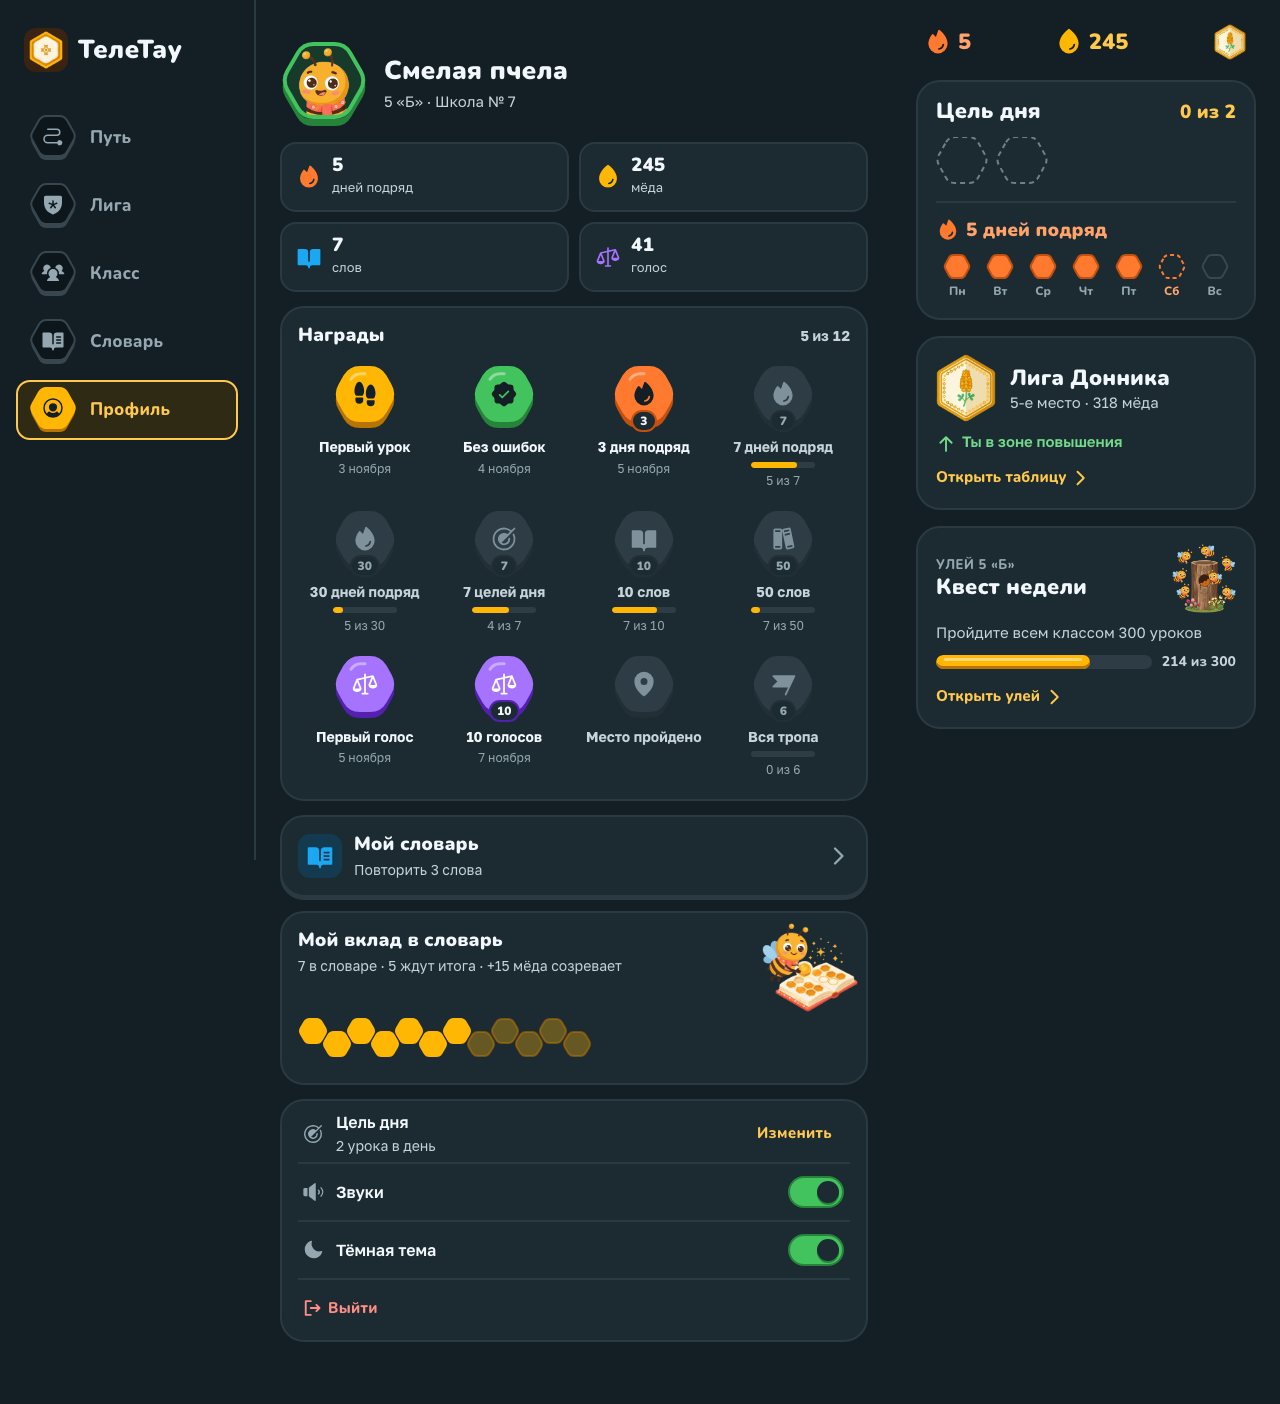 ТелеТау
Путь
Лига
Класс
Словарь
Профиль
Смелая пчела
5 «Б» · Школа № 7
5
дней подряд
245
мёда
7
слов
41
голос
Награды
5 из 12
Первый урок
3 ноября
Без ошибок
4 ноября
3
3 дня подряд
5 ноября
7
7 дней подряд
5 из 7
30
30 дней подряд
5 из 30
7
7 целей дня
4 из 7
10
10 слов
7 из 10
50
50 слов
7 из 50
Первый голос
5 ноября
10
10 голосов
7 ноября
Место пройдено
6
Вся тропа
0 из 6
Мой словарь
Повторить 3 слова
Мой вклад в словарь
7 в словаре · 5 ждут итога · +15 мёда созревает
Цель дня
2 урока в день
Изменить
Звуки
Тёмная тема
Выйти
5
245
Цель дня
0 из 2
5 дней подряд
Пн Вт Ср Чт Пт Сб Вс
Лига Донника
5-е место · 318 мёда
Ты в зоне повышения
Открыть таблицу
УЛЕЙ 5 «Б»
Квест недели
Пройдите всем классом 300 уроков
214 из 300
Открыть улей